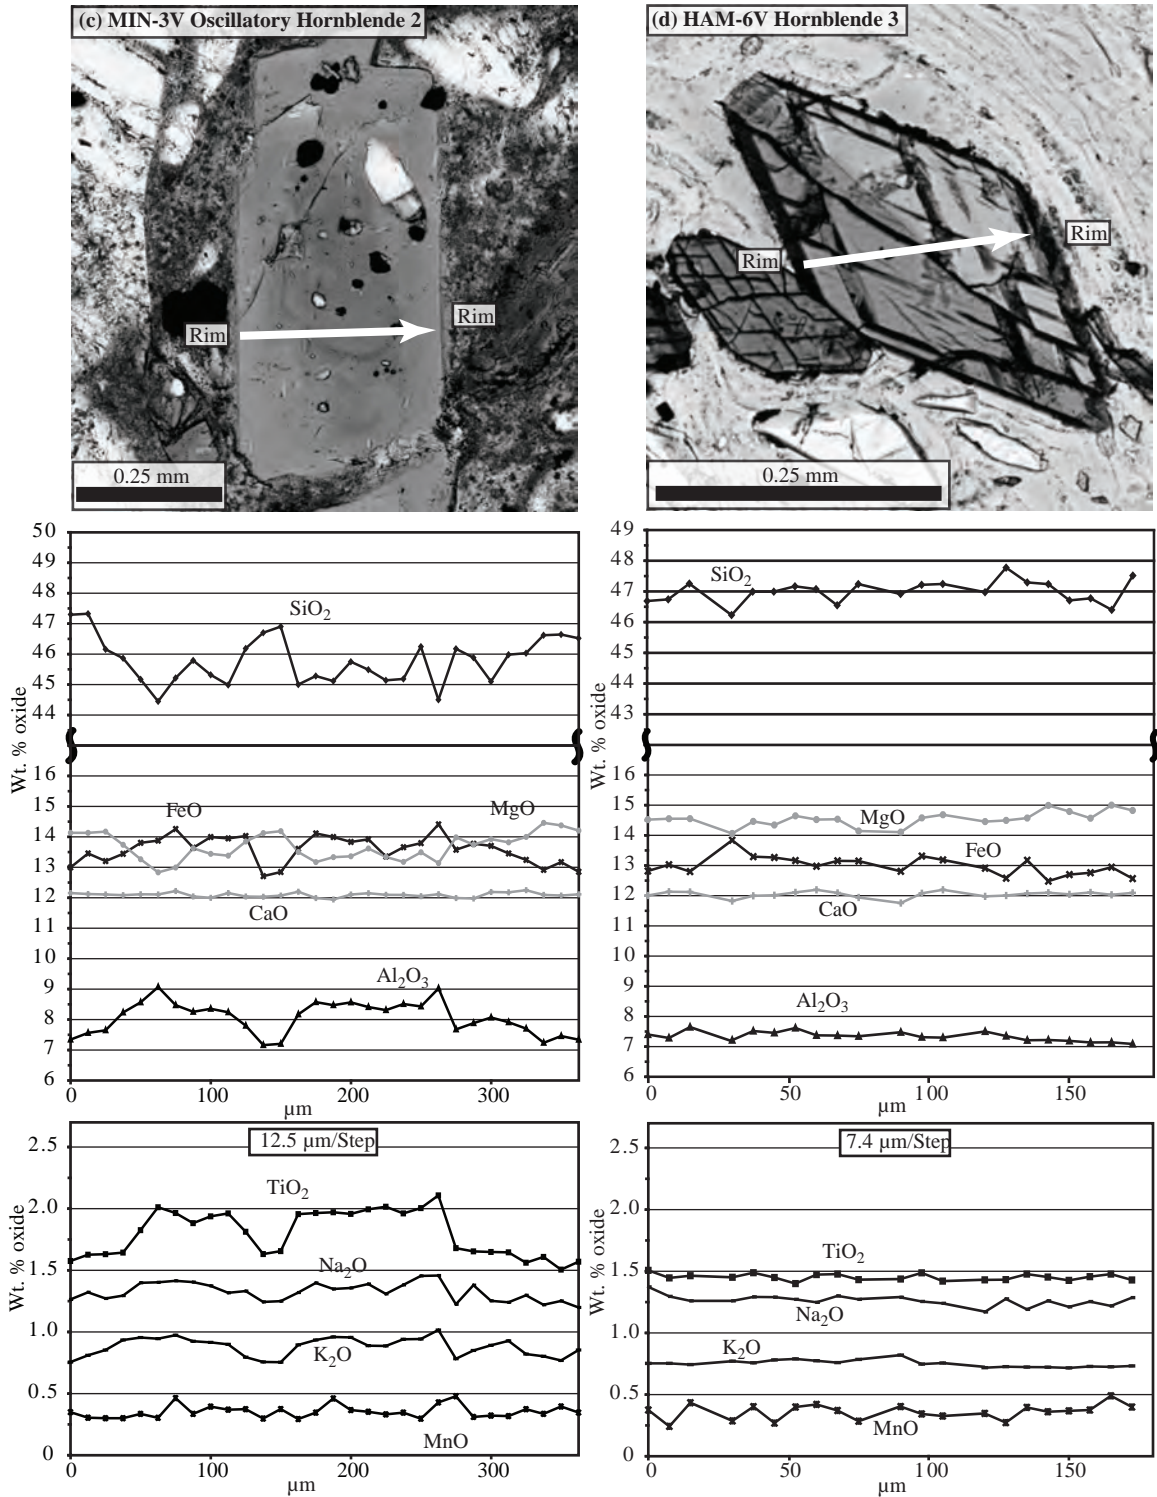 (c) MIN-3V Oscillatory Hornblende 2
Rim
Rim
0.25 mm
50
49
48
47
46
45
44
16
15
14
13
12
11
10
9
8
7
6
Wt. % oxide
SiO2
FeO
MgO
CaO
Al2O3
0
100
200
300
µm
12.5 µm/Step
2.5
2.0
1.5
1.0
0.5
0
Wt. % oxide
TiO2
Na2O
K2O
MnO
0
100
200
300
µm
(d) HAM-6V Hornblende 3
Rim
Rim
0.25 mm
49
48
47
46
45
44
43
16
15
14
13
12
11
10
9
8
7
6
Wt. % oxide
SiO2
MgO
FeO
CaO
Al2O3
0
50
100
150
µm
7.4 µm/Step
2.5
2.0
1.5
1.0
0.5
0
Wt. % oxide
TiO2
Na2O
K2O
MnO
0
50
100
150
µm